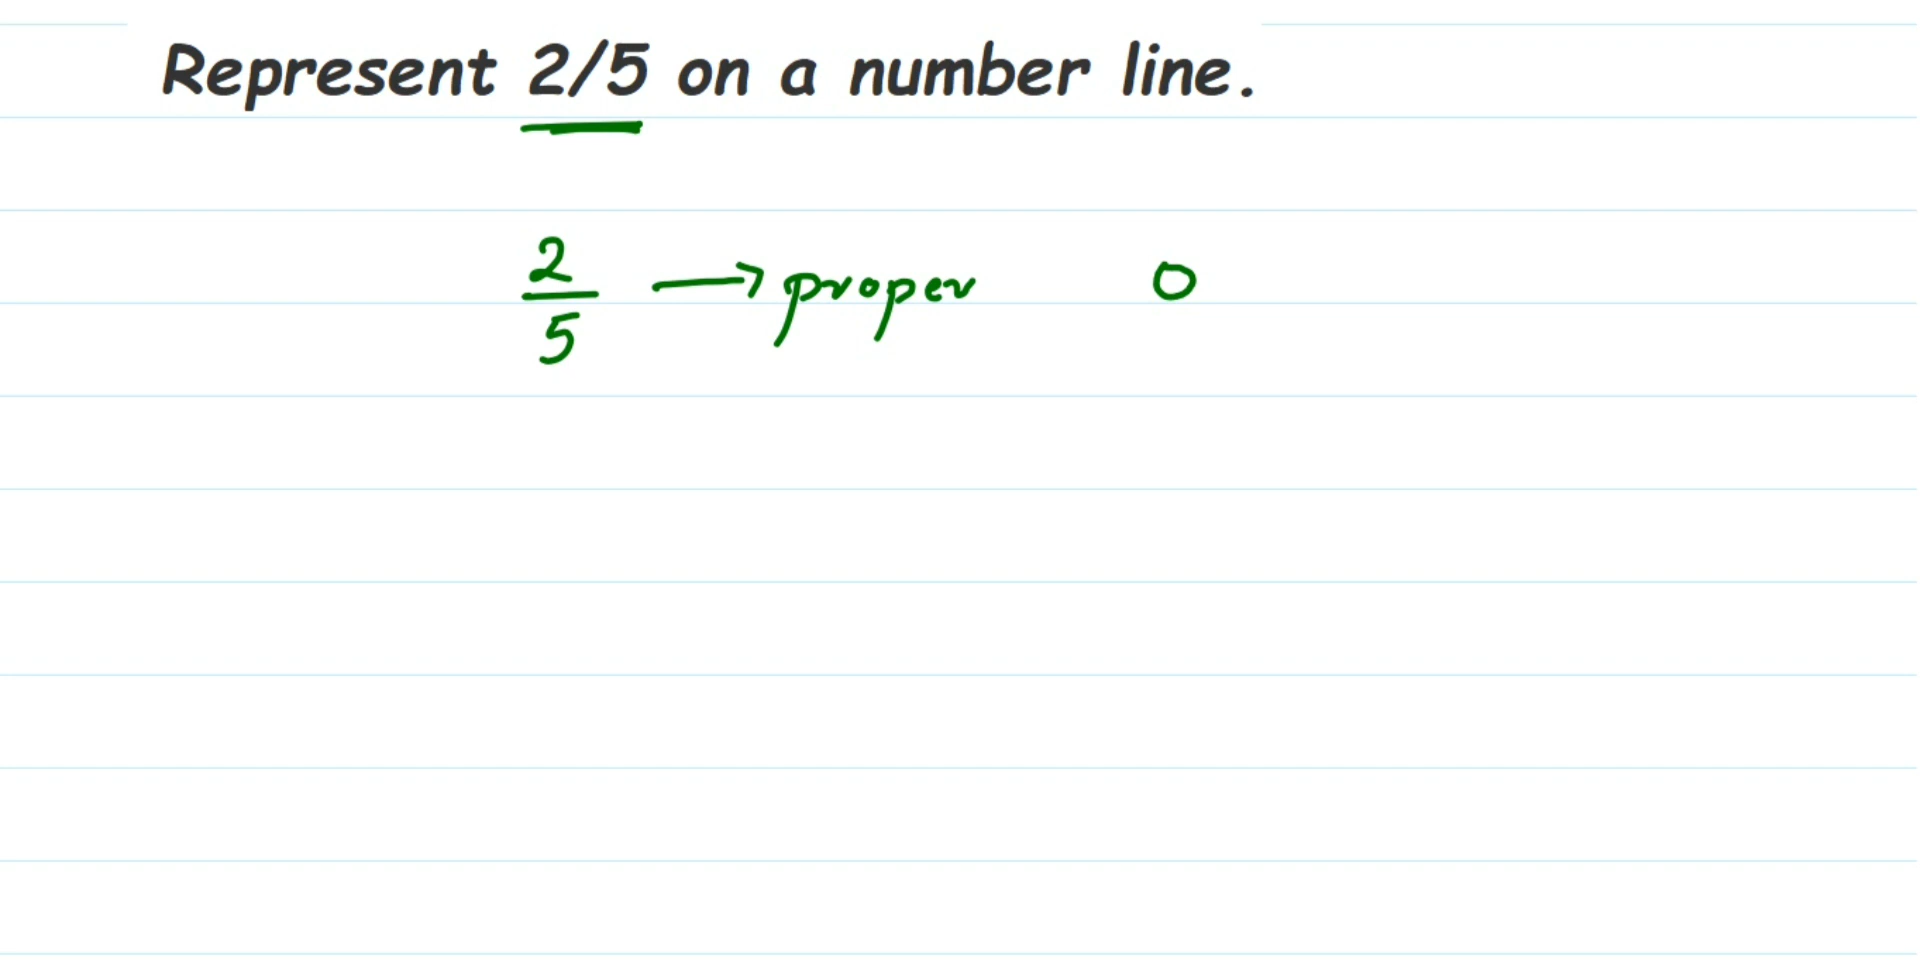 Represent 2/5 on a number line.
2/5 → proper 0